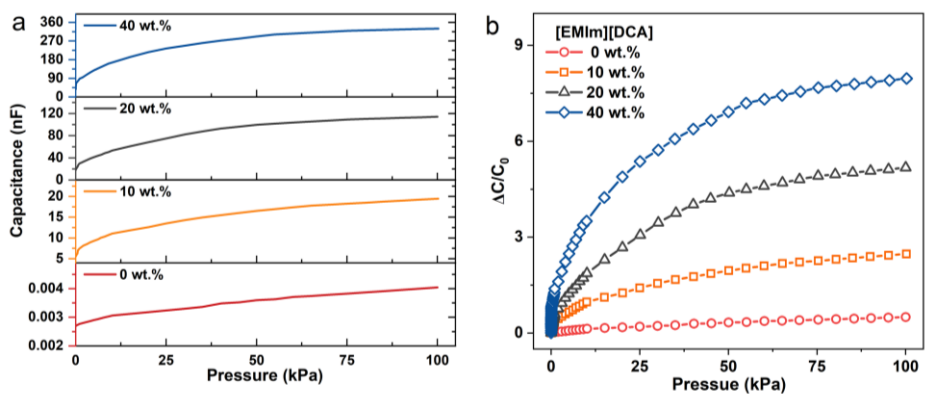 a
360
270
180
90
0
40 wt.%
120
80
40
0
20 wt.%
20
15
10
5
10 wt.%
0.004
0.003
0.002
0 wt.%
Capacitance (nF)
0 25 50 75 100
Pressure (kPa)
b
[EMIm][DCA]
0 wt.%
10 wt.%
20 wt.%
40 wt.%
9
6
3
0
ΔC/C₀
0 25 50 75 100
Pressue (kPa)